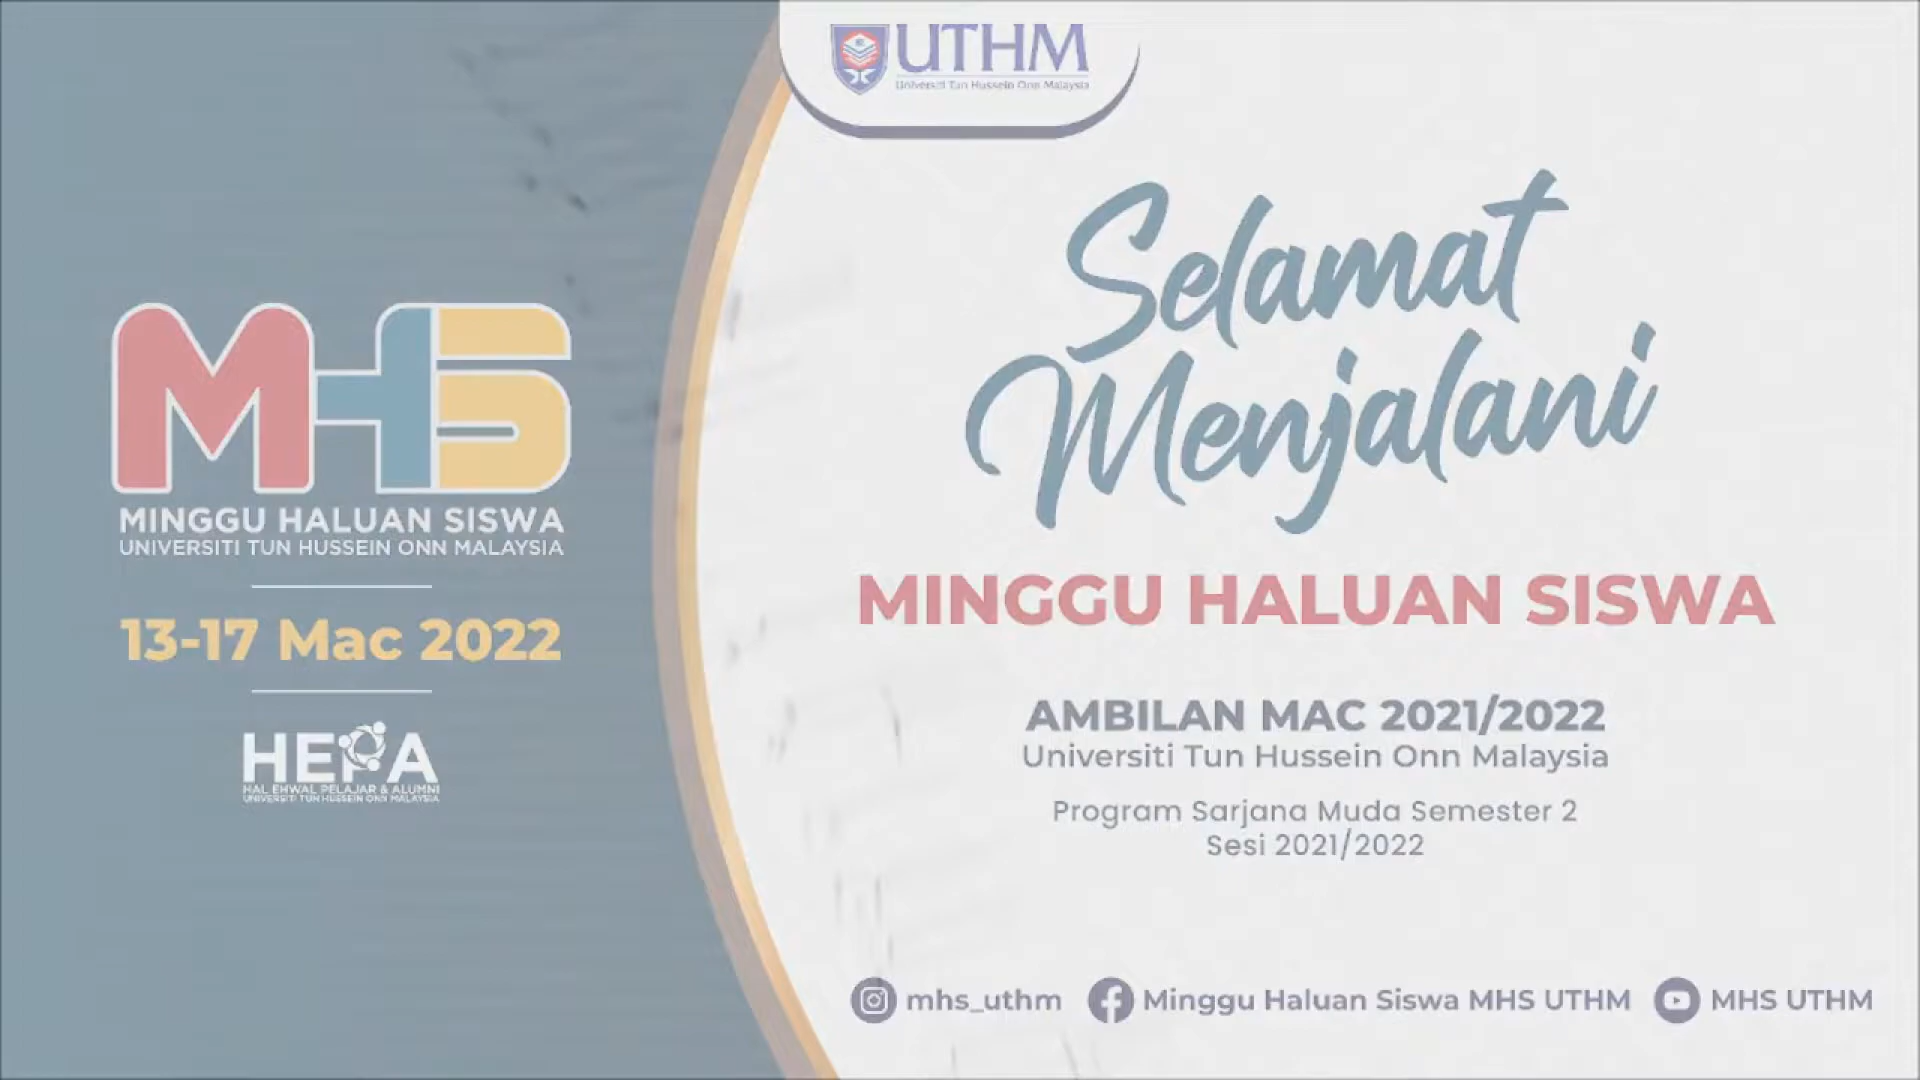 MHS
MINGGU HALUAN SISWA
UNIVERSITI TUN HUSSEIN ONN MALAYSIA
13-17 Mac 2022
HEPA
HAL EHWAL PELAJAR & ALUMNI
UNIVERSITI TUN HUSSEIN ONN MALAYSIA
UTHM
Universiti Tun Hussein Onn Malaysia
Selamat
Menjalani
MINGGU HALUAN SISWA
AMBILAN MAC 2021/2022
Universiti Tun Hussein Onn Malaysia
Program Sarjana Muda Semester 2
Sesi 2021/2022
mhs_uthm
Minggu Haluan Siswa MHS UTHM
MHS UTHM